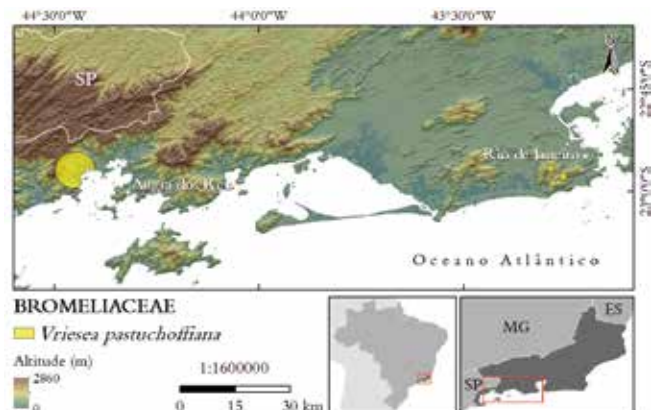 44°30'0"W 44°0'0"W 43°30'0"W
N
SP
22°45'0"S
Rio de Janeiro
Angra dos Reis
23°0'0"S
Oceano Atlântico
BROMELIACEAE
Vriesea pastuchoffiana
Altitude (m)
2860
0
1:1600000
0 15 30 km
ES
MG
SP